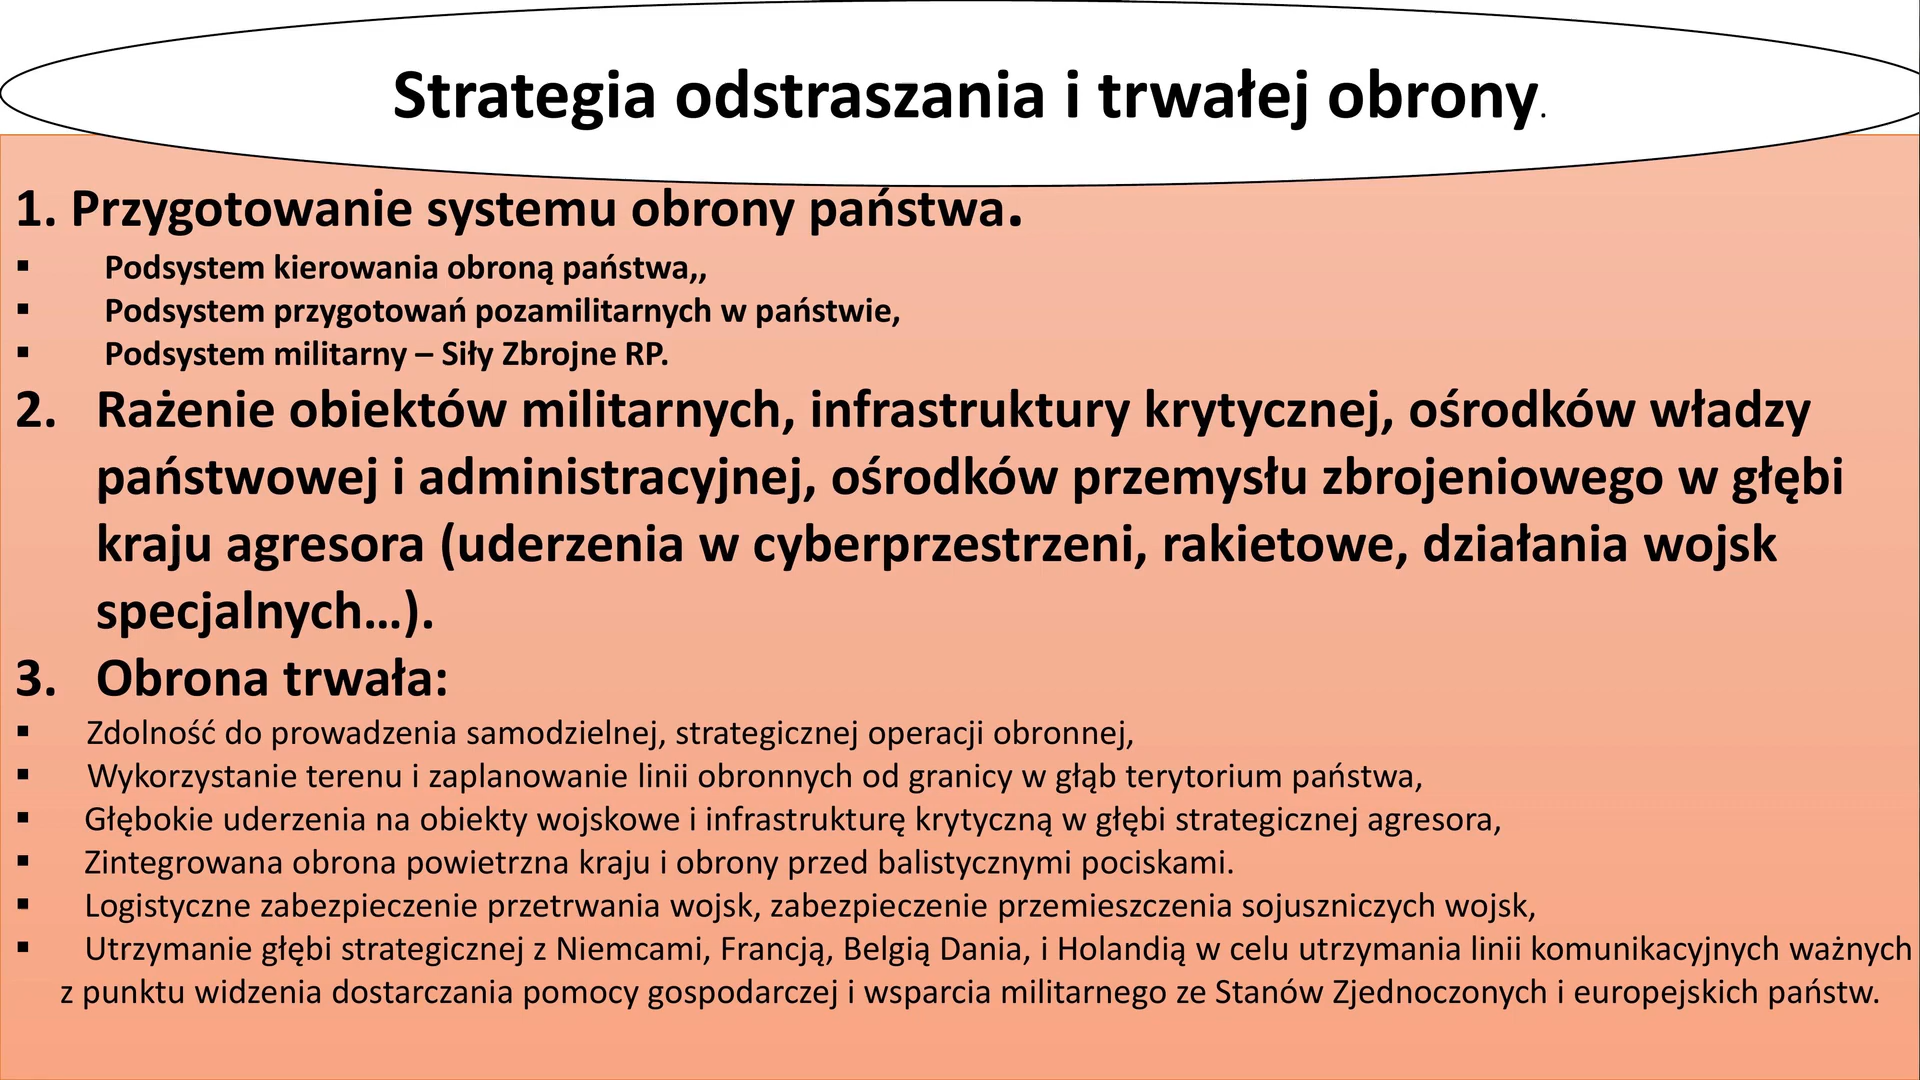 Strategia odstraszania i trwałej obrony.
1. Przygotowanie systemu obrony państwa.
▪ Podsystem kierowania obroną państwa,,
▪ Podsystem przygotowań pozamilitarnych w państwie,
▪ Podsystem militarny – Siły Zbrojne RP.
2. Rażenie obiektów militarnych, infrastruktury krytycznej, ośrodków władzy
państwowej i administracyjnej, ośrodków przemysłu zbrojeniowego w głębi
kraju agresora (uderzenia w cyberprzestrzeni, rakietowe, działania wojsk
specjalnych…).
3. Obrona trwała:
▪ Zdolność do prowadzenia samodzielnej, strategicznej operacji obronnej,
▪ Wykorzystanie terenu i zaplanowanie linii obronnych od granicy w głąb terytorium państwa,
▪ Głębokie uderzenia na obiekty wojskowe i infrastrukturę krytyczną w głębi strategicznej agresora,
▪ Zintegrowana obrona powietrzna kraju i obrony przed balistycznymi pociskami.
▪ Logistyczne zabezpieczenie przetrwania wojsk, zabezpieczenie przemieszczenia sojuszniczych wojsk,
▪ Utrzymanie głębi strategicznej z Niemcami, Francją, Belgią Dania, i Holandią w celu utrzymania linii komunikacyjnych ważnych
z punktu widzenia dostarczania pomocy gospodarczej i wsparcia militarnego ze Stanów Zjednoczonych i europejskich państw.